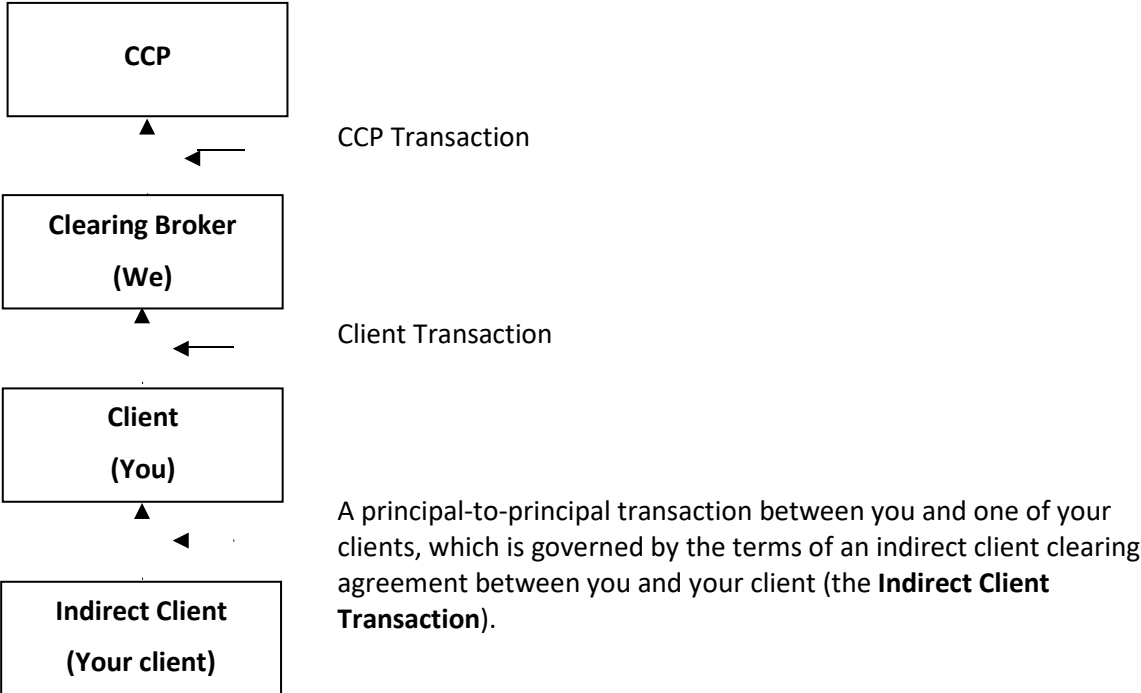 CCP
CCP Transaction
Clearing Broker
(We)
Client Transaction
Client
(You)
A principal-to-principal transaction between you and one of your
clients, which is governed by the terms of an indirect client clearing
agreement between you and your client (the Indirect Client
Transaction).
Indirect Client
(Your client)